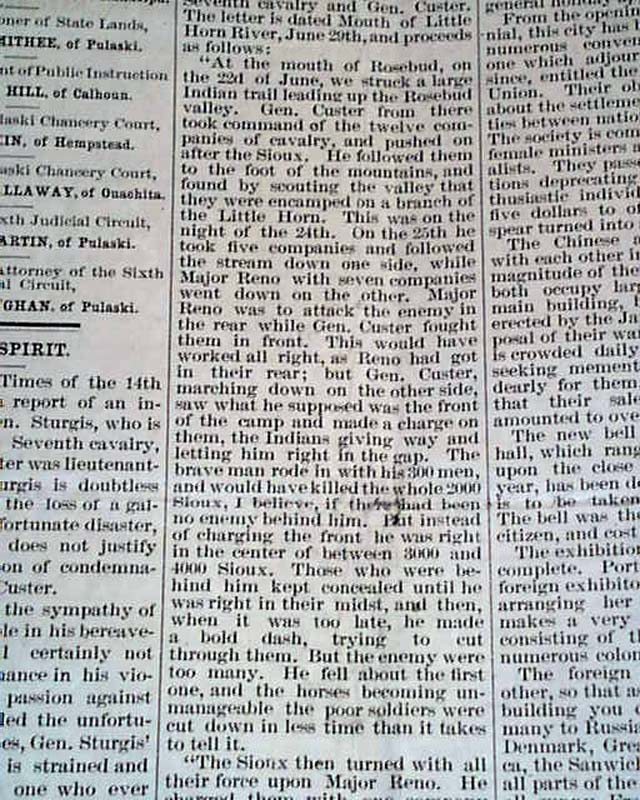 oner of State Lands,
HITHEE, of Pulaski.
nt of Public Instruction
HILL, of Calhoun.
laski Chancery Court,
IN, of Hempstead.
aski Chancery Court,
LLAWAY, of Ouachita.
xth Judicial Circuit,
ARTIN, of Pulaski.
attorney of the Sixth
al Circuit,
GHAN, of Pulaski.
SPIRIT.
Times of the 14th
a report of an in-
en. Sturgis, who is
Seventh cavalry,
ter was lieutenant-
urgis is doubtless
the loss of a gal-
fortunate disaster,
does not justify
on of condemna-
Custer.
the sympathy of
le in his bereave-
l certainly not
nance in his vio-
passion against
led the unfortu-
es, Gen. Sturgis'
is strained and
one who ever
Seventh cavalry and Gen. Custer.
The letter is dated Mouth of Little
Horn River, June 29th, and proceeds
as follows:
"At the mouth of Rosebud, on
the 22d of June, we struck a large
Indian trail leading up the Rosebud
valley. Gen. Custer from there
took command of the twelve com-
panies of cavalry, and pushed on
after the Sioux. He followed them
to the foot of the mountains, and
found by scouting the valley that
they were encamped on a branch of
the Little Horn. This was on the
night of the 24th. On the 25th he
took five companies and followed
the stream down one side, while
Major Reno with seven companies
went down on the other. Major
Reno was to attack the enemy in
the rear while Gen. Custer fought
them in front. This would have
worked all right, as Reno had got
in their rear; but Gen. Custer,
marching down on the other side,
saw what he supposed was the front
of the camp and made a charge on
them, the Indians giving way and
letting him right in the gap. The
brave man rode in with his 300 men,
and would have killed the whole 2000
Sioux, I believe, if there had been
no enemy behind him. But instead
of charging the front he was right
in the center of between 3000 and
4000 Sioux. Those who were be-
hind him kept concealed until he
was right in their midst, and then,
when it was too late, he made
a bold dash, trying to cut
through them. But the enemy were
too many. He fell about the first
one, and the horses becoming un-
manageable the poor soldiers were
cut down in less time than it takes
to tell it.
"The Sioux then turned with all
their force upon Major Reno. He
charged them with one company
general holiday
From the openin
nial, this city has
numerous conven
one which adjour
since, entitled the
Union. Their ob
about the settleme
ties between natio
The society is com
female ministers a
alists. They pass
tions deprecating
thusiastic individ
five dollars to
spear turned into
The Chinese a
with each other in
magnitude of the
both occupy larg
main building,
erected by the Ja
posal of their wa
is crowded daily
seeking mement
dearly for them
that their sale
amounted to ove
The new bell
hall, which rang
upon the close
year, has been d
is to be taken
The bell was the
citizen, and cost
The exhibition
complete. Port
foreign exhibito
arranging her
makes a very
consisting of th
numerous colon
The foreign
other, so that a
building you c
many to Russia
Denmark, Gree
ca, the Sanwic
all parts of the